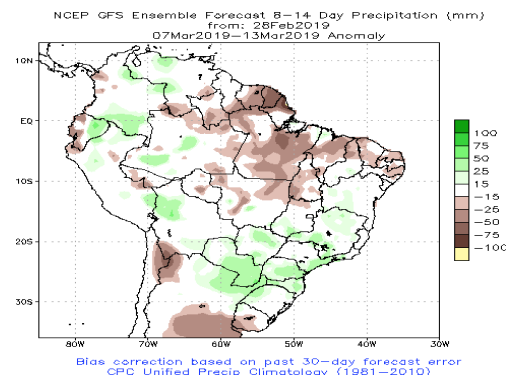 NCEP GFS Ensemble Forecast 8-14 Day Precipitation (mm)
from: 28Feb2019
07Mar2019-13Mar2019 Anomaly
10N
EQ
10S
20S
30S
80W
70W
60W
50W
40W
30W
100
75
50
25
15
-15
-25
-50
-75
-100
Bias correction based on past 30-day forecast error
CPC Unified Precip Climatology (1981-2010)